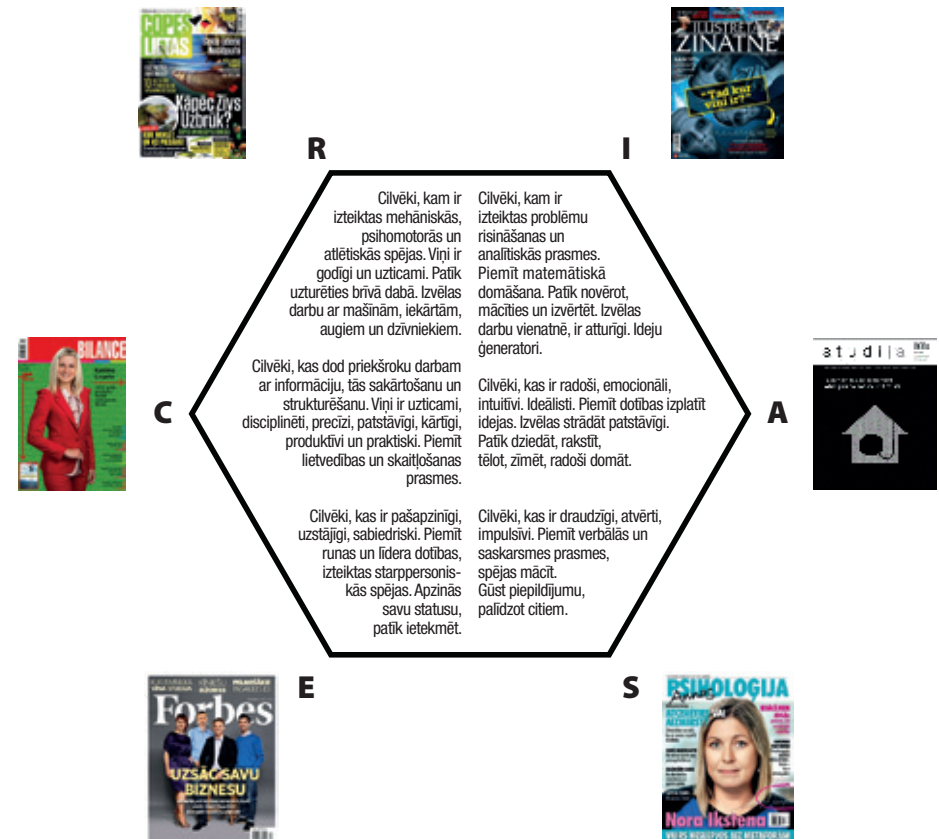 COPES
LIETAS
Kāpēc zivs
Uzbrūk?
ILUSTRĒTĀ
ZINĀTNE
"Tad kur
viņi ir?"
R
I
Cilvēki, kam ir
izteiktas mehāniskās,
psihomotorās un
atlētiskās spējas. Viņi ir
godīgi un uzticami. Patīk
uzturēties brīvā dabā. Izvēlas
darbu ar mašīnām, iekārtām,
augiem un dzīvniekiem.
Cilvēki, kam ir
izteiktas problēmu
risināšanas un
analītiskās prasmes.
Piemīt matemātiskā
domāšana. Patīk novērot,
mācīties un izvērtēt. Izvēlas
darbu vienatnē, ir atturīgi. Ideju
ģeneratori.
BILANCE
C
Cilvēki, kas dod priekšroku darbam
ar informāciju, tās sakārtošanu un
strukturēšanu. Viņi ir uzticami,
disciplinēti, precīzi, patstāvīgi, kārtīgi,
produktīvi un praktiski. Piemīt
lietvedības un skaitļošanas
prasmes.
Cilvēki, kas ir radoši, emocionāli,
intuitīvi. Ideālisti. Piemīt dotības izplatīt
idejas. Izvēlas strādāt patstāvīgi.
Patīk dziedāt, rakstīt,
tēlot, zīmēt, radoši domāt.
A
studija
Cilvēki, kas ir pašapzinīgi,
uzstājīgi, sabiedriski. Piemīt
runas un līdera dotības,
izteiktas starppersonis-
kās spējas. Apzinās
savu statusu,
patīk ietekmēt.
Cilvēki, kas ir draudzīgi, atvērti,
impulsīvi. Piemīt verbālās un
saskarsmes prasmes,
spējas mācīt.
Gūst piepildījumu,
palīdzot citiem.
E
S
Forbes
UZSĀC SAVU
BIZNESU
PSIHOLOĢIJA
Nora Ikstena